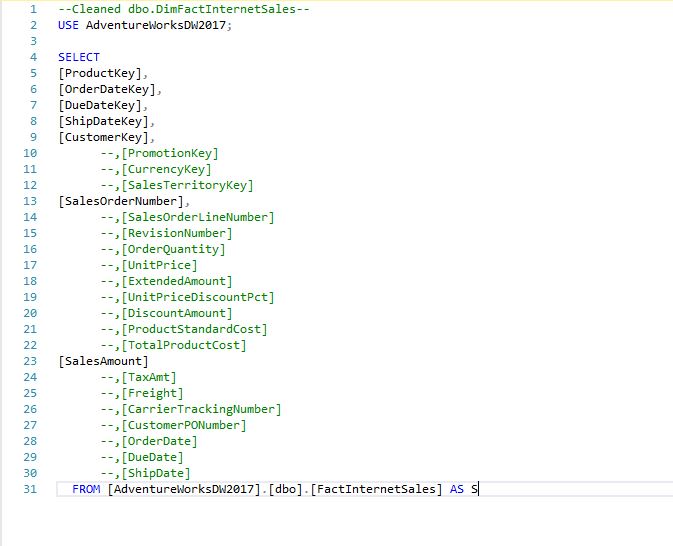 1 --Cleaned dbo.DimFactInternetSales--
2 USE AdventureWorksDW2017;
3
4 SELECT
5 [ProductKey],
6 [OrderDateKey],
7 [DueDateKey],
8 [ShipDateKey],
9 [CustomerKey],
10 --,[PromotionKey]
11 --,[CurrencyKey]
12 --,[SalesTerritoryKey]
13 [SalesOrderNumber],
14 --,[SalesOrderLineNumber]
15 --,[RevisionNumber]
16 --,[OrderQuantity]
17 --,[UnitPrice]
18 --,[ExtendedAmount]
19 --,[UnitPriceDiscountPct]
20 --,[DiscountAmount]
21 --,[ProductStandardCost]
22 --,[TotalProductCost]
23 [SalesAmount]
24 --,[TaxAmt]
25 --,[Freight]
26 --,[CarrierTrackingNumber]
27 --,[CustomerPONumber]
28 --,[OrderDate]
29 --,[DueDate]
30 --,[ShipDate]
31 FROM [AdventureWorksDW2017].[dbo].[FactInternetSales] AS S